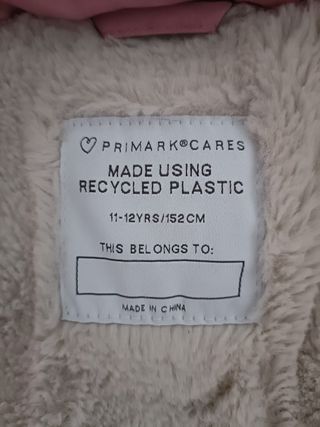 ♡ PRIMARK®CARES
MADE USING
RECYCLED PLASTIC
11-12YRS/152CM
THIS BELONGS TO:
MADE IN CHINA